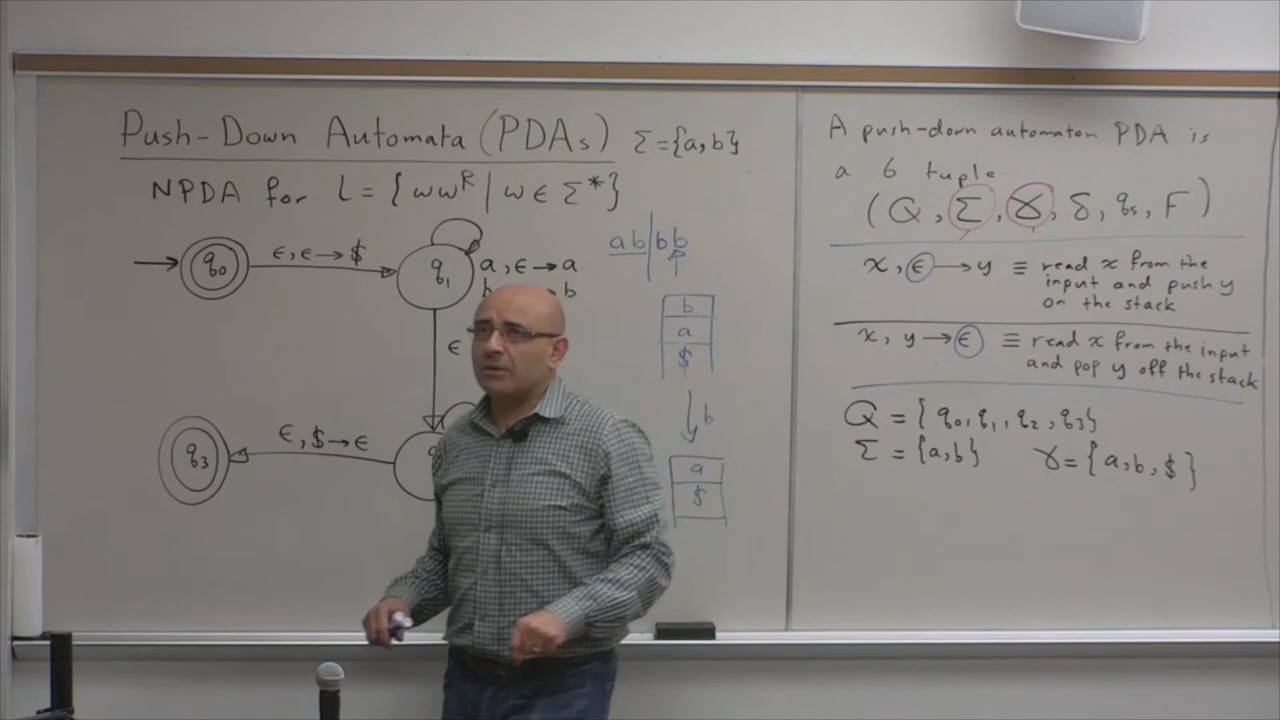 Push-Down Automata (PDAs) Σ={a,b}
NPDA for L = {ww^R | w ∈ Σ*}
q₀
ϵ, ϵ → $
q₁
a, ϵ → a
b
ϵ
q₃
ϵ, $ → ϵ
ab|bb
b
a
$
b
a
$
A push-down automaton PDA is
a 6 tuple
(Q, Σ, ɣ, δ, qₛ, F)
x, ϵ → y ≡ read x from the
input and push y
on the stack
x, y → ϵ ≡ read x from the input
and pop y off the stack
Q = {q₀, q₁, q₂, q₃}
Σ = {a,b} ɣ = {a, b, $}